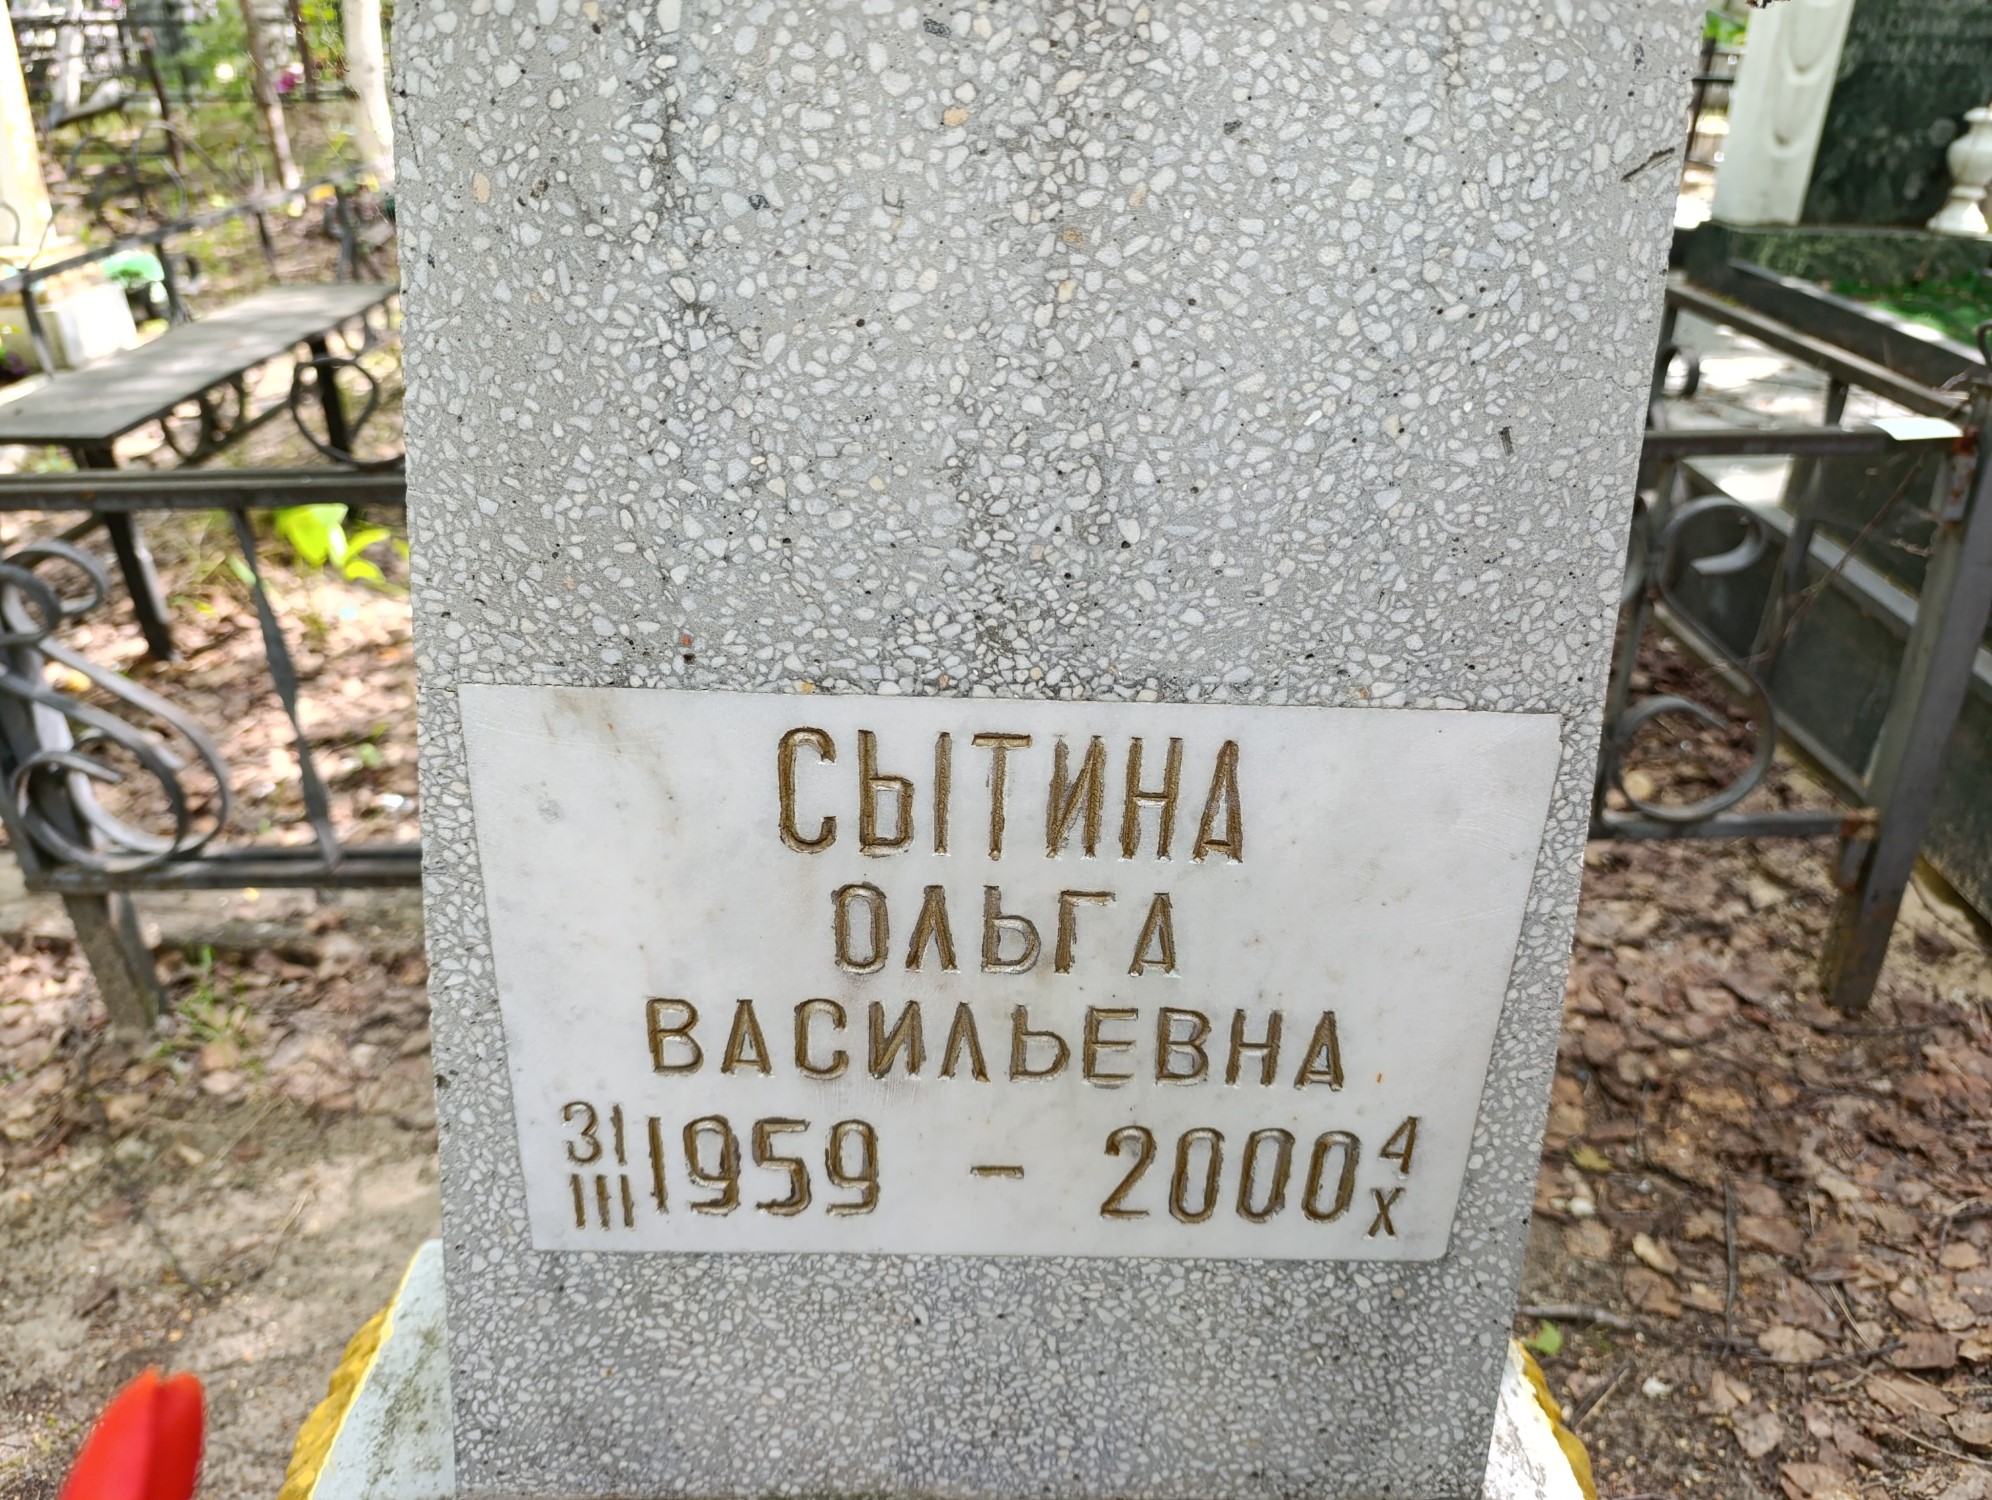 СЫТИНА
ОЛЬГА
ВАСИЛЬЕВНА
31/III 1959 - 2000 4/X